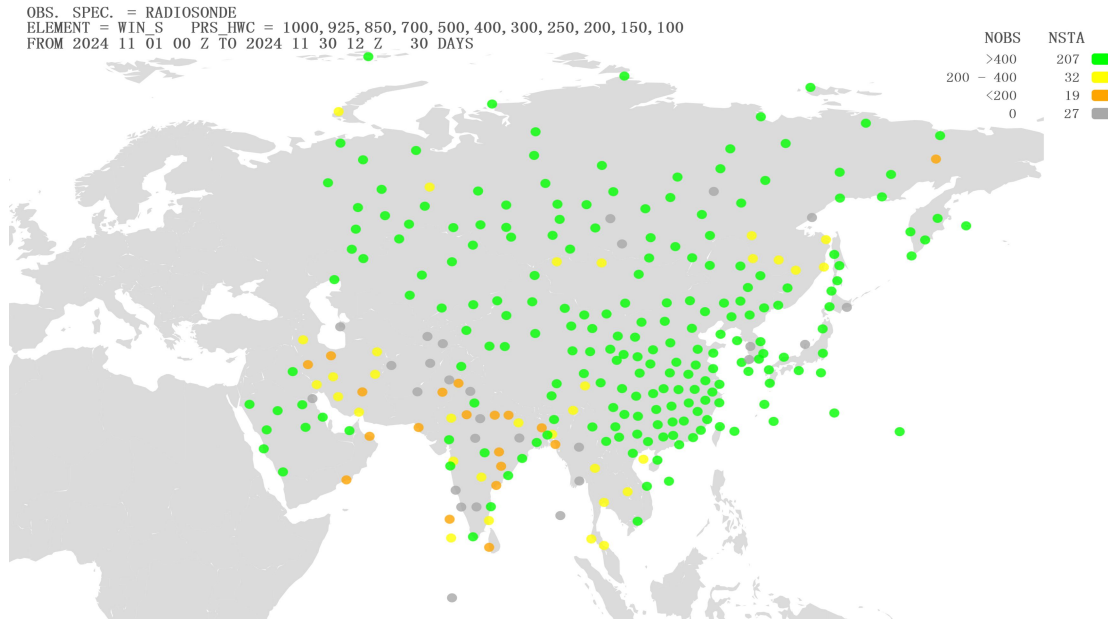 OBS. SPEC. = RADIOSONDE
ELEMENT = WIN_S PRS_HWC = 1000,925,850,700,500,400,300,250,200,150,100
FROM 2024 11 01 00 Z TO 2024 11 30 12 Z 30 DAYS
NOBS NSTA
>400 207
200 - 400 32
<200 19
0 27